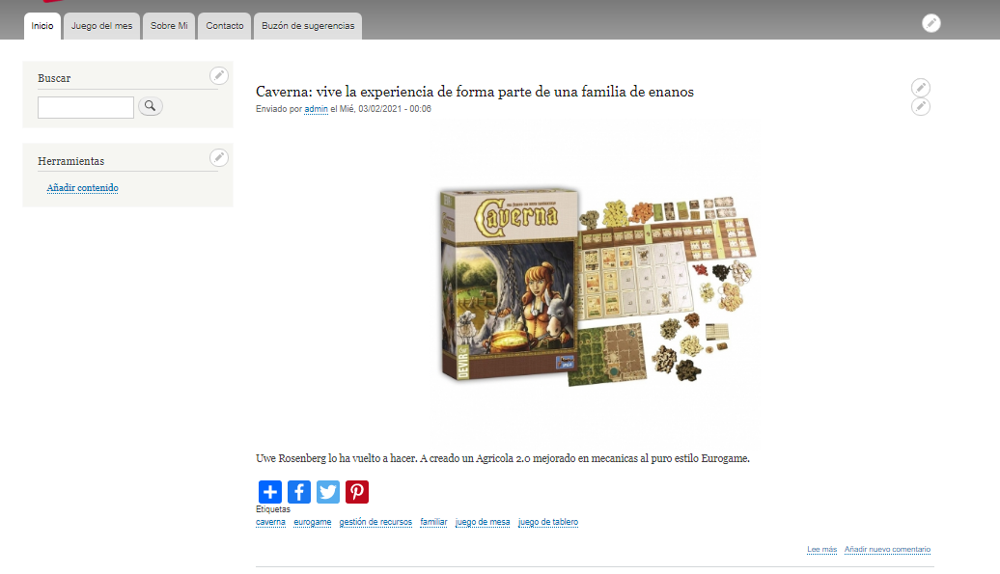 Inicio
Juego del mes
Sobre Mi
Contacto
Buzón de sugerencias
Buscar
Herramientas
Añadir contenido
Caverna: vive la experiencia de forma parte de una familia de enanos
Enviado por admin el Mié, 03/02/2021 - 00:06
Caverna
DEVIR
Uwe Rosenberg lo ha vuelto a hacer. A creado un Agricola 2.0 mejorado en mecanicas al puro estilo Eurogame.
Etiquetas
caverna eurogame gestión de recursos familiar juego de mesa juego de tablero
Lee más Añadir nuevo comentario